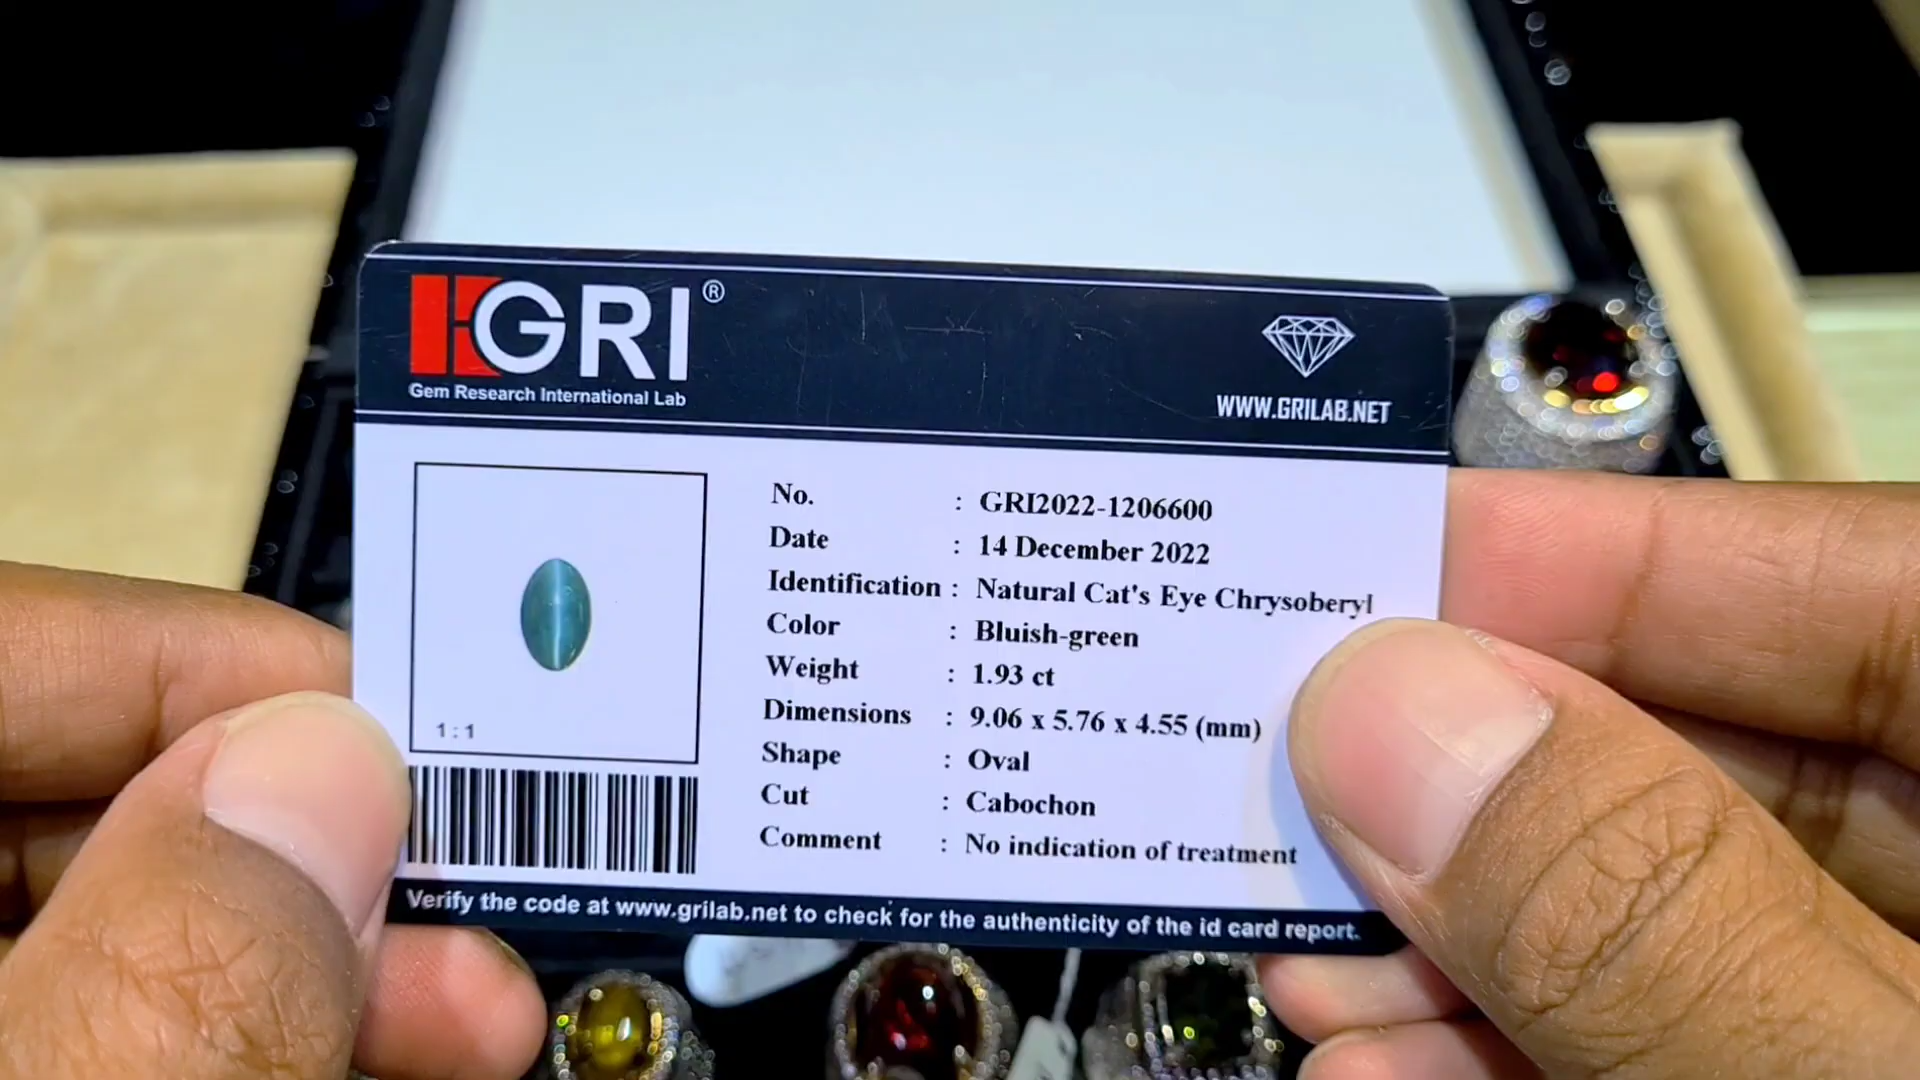 GRI®
Gem Research International Lab
WWW.GRILAB.NET
No. : GRI2022-1206600
Date : 14 December 2022
Identification : Natural Cat's Eye Chrysoberyl
Color : Bluish-green
Weight : 1.93 ct
Dimensions : 9.06 x 5.76 x 4.55 (mm)
Shape : Oval
Cut : Cabochon
Comment : No indication of treatment
1:1
Verify the code at www.grilab.net to check for the authenticity of the id card report.